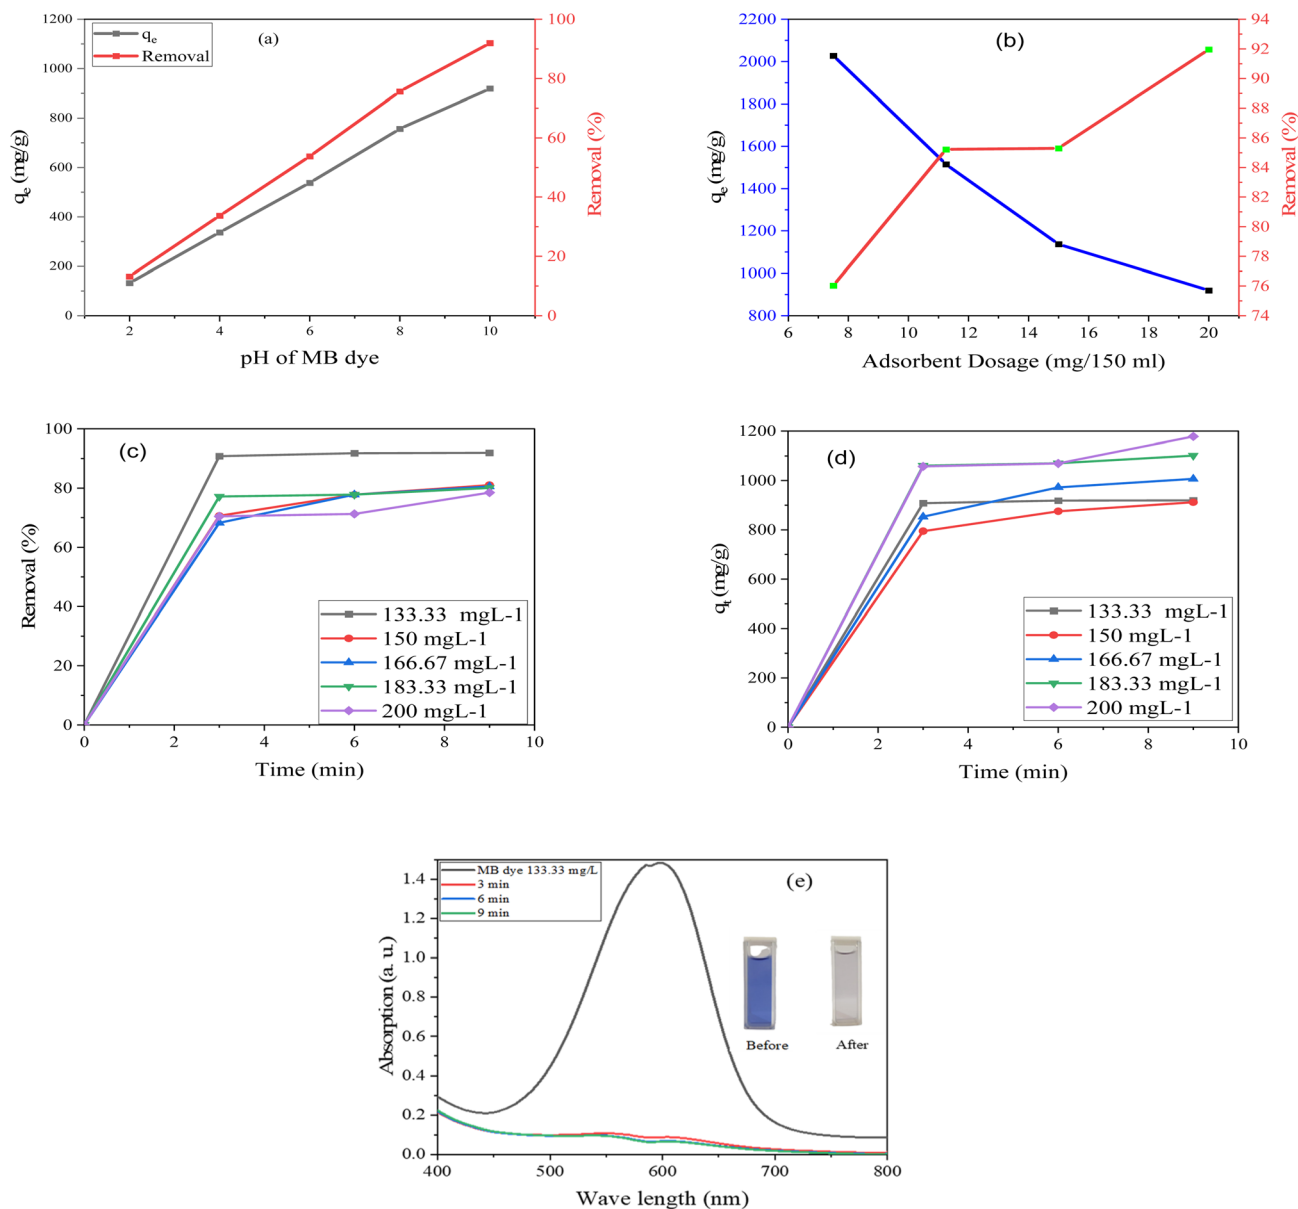 (a)
qe
Removal
1200
1000
800
600
400
200
0
qe (mg/g)
100
80
60
40
20
0
Removal (%)
2 4 6 8 10
pH of MB dye
(b)
2200
2000
1800
1600
1400
1200
1000
800
qe (mg/g)
94
92
90
88
86
84
82
80
78
76
74
Removal (%)
6 8 10 12 14 16 18 20
Adsorbent Dosage (mg/150 ml)
(c)
100
80
60
40
20
0
Removal (%)
133.33 mgL-1
150 mgL-1
166.67 mgL-1
183.33 mgL-1
200 mgL-1
0 2 4 6 8 10
Time (min)
(d)
1200
1000
800
600
400
200
0
qt (mg/g)
133.33 mgL-1
150 mgL-1
166.67 mgL-1
183.33 mgL-1
200 mgL-1
0 2 4 6 8 10
Time (min)
MB dye 133.33 mg/L
3 min
6 min
9 min
(e)
1.4
1.2
1.0
0.8
0.6
0.4
0.2
0.0
Absorption (a. u.)
Before After
400 500 600 700 800
Wave length (nm)